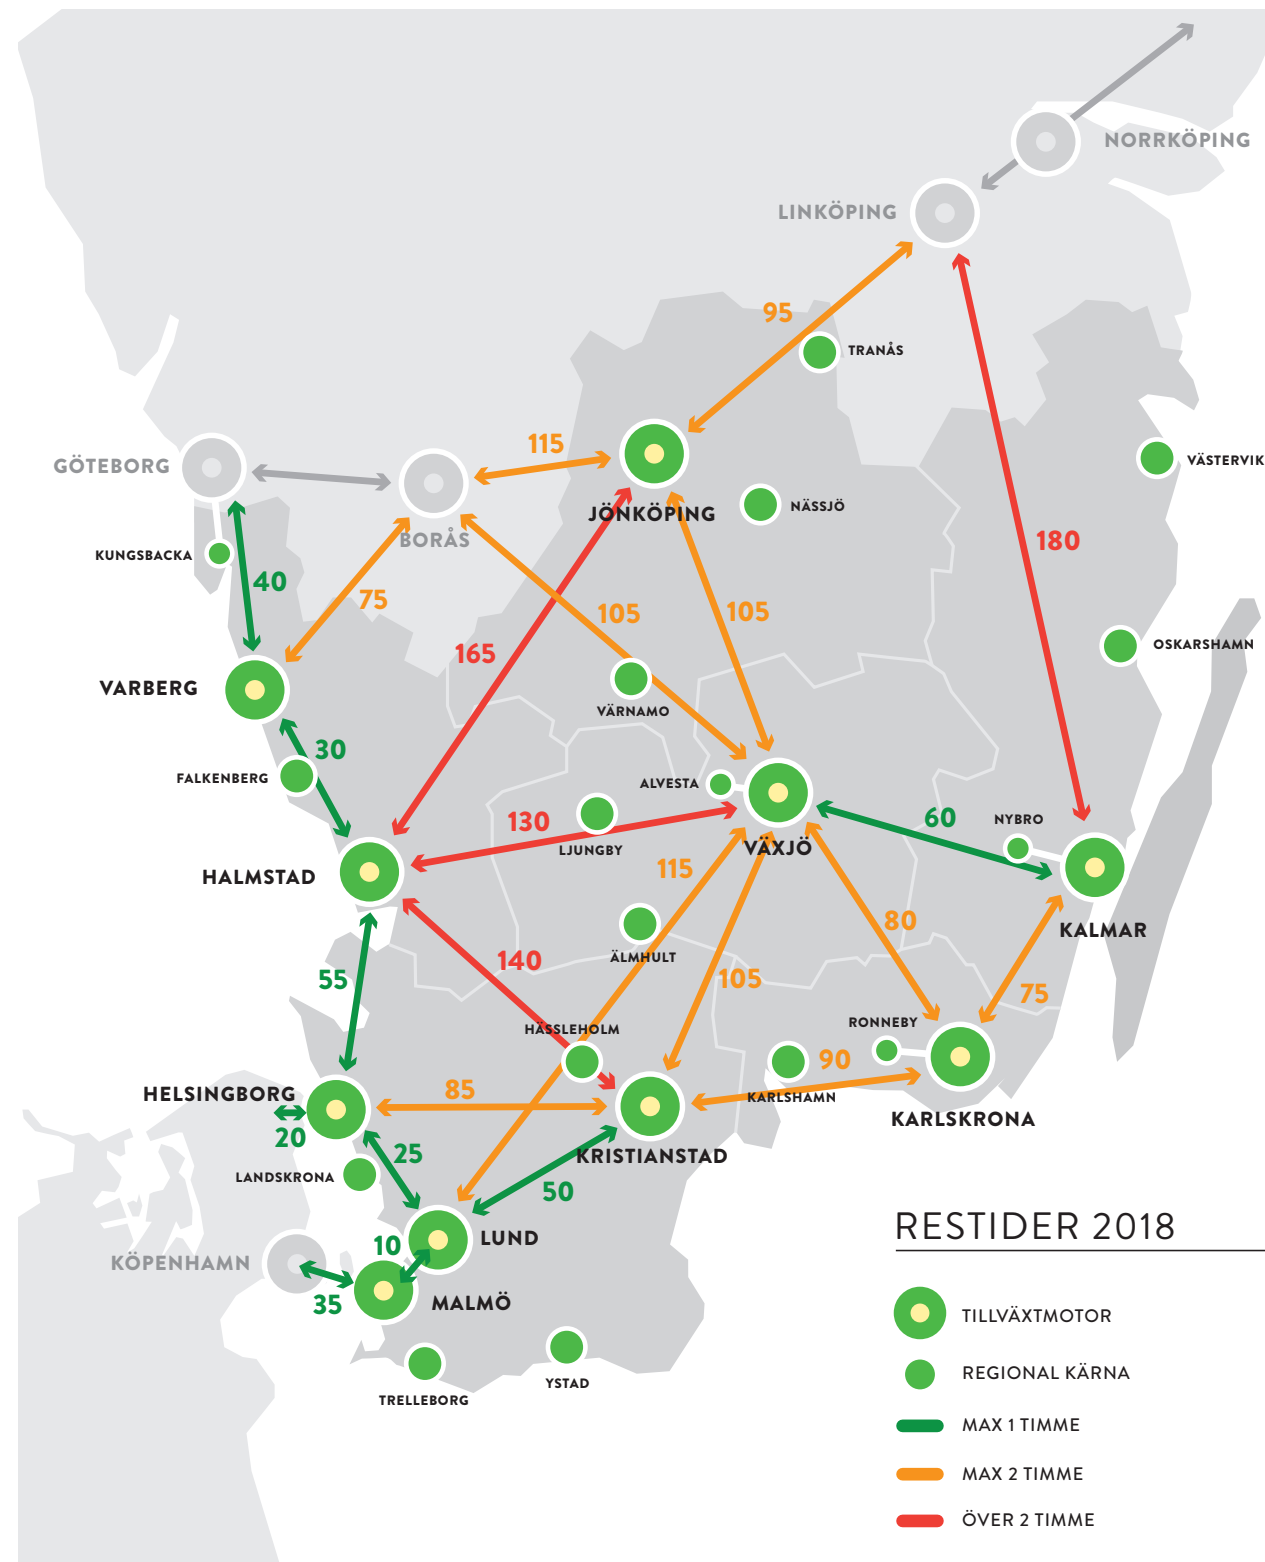 NORRKÖPING
LINKÖPING
95
TRANÅS
115
GÖTEBORG
VÄSTERVIK
JÖNKÖPING
NÄSSJÖ
BORÅS
180
KUNGSBACKA
40
75
105
105
OSKARSHAMN
165
VARBERG
VÄRNAMO
30
FALKENBERG
ALVESTA
130
60
NYBRO
LJUNGBY
VÄXJÖ
115
HALMSTAD
80
KALMAR
ÄLMHULT
140
55
105
75
RONNEBY
HÄSSLEHOLM
90
HELSINGBORG
85
KARLSHAMN
KARLSKRONA
20
25
KRISTIANSTAD
LANDSKRONA
50
LUND
10
KÖPENHAMN
35
MALMÖ
YSTAD
TRELLEBORG
RESTIDER 2018
TILLVÄXTMOTOR
REGIONAL KÄRNA
MAX 1 TIMME
MAX 2 TIMME
ÖVER 2 TIMME